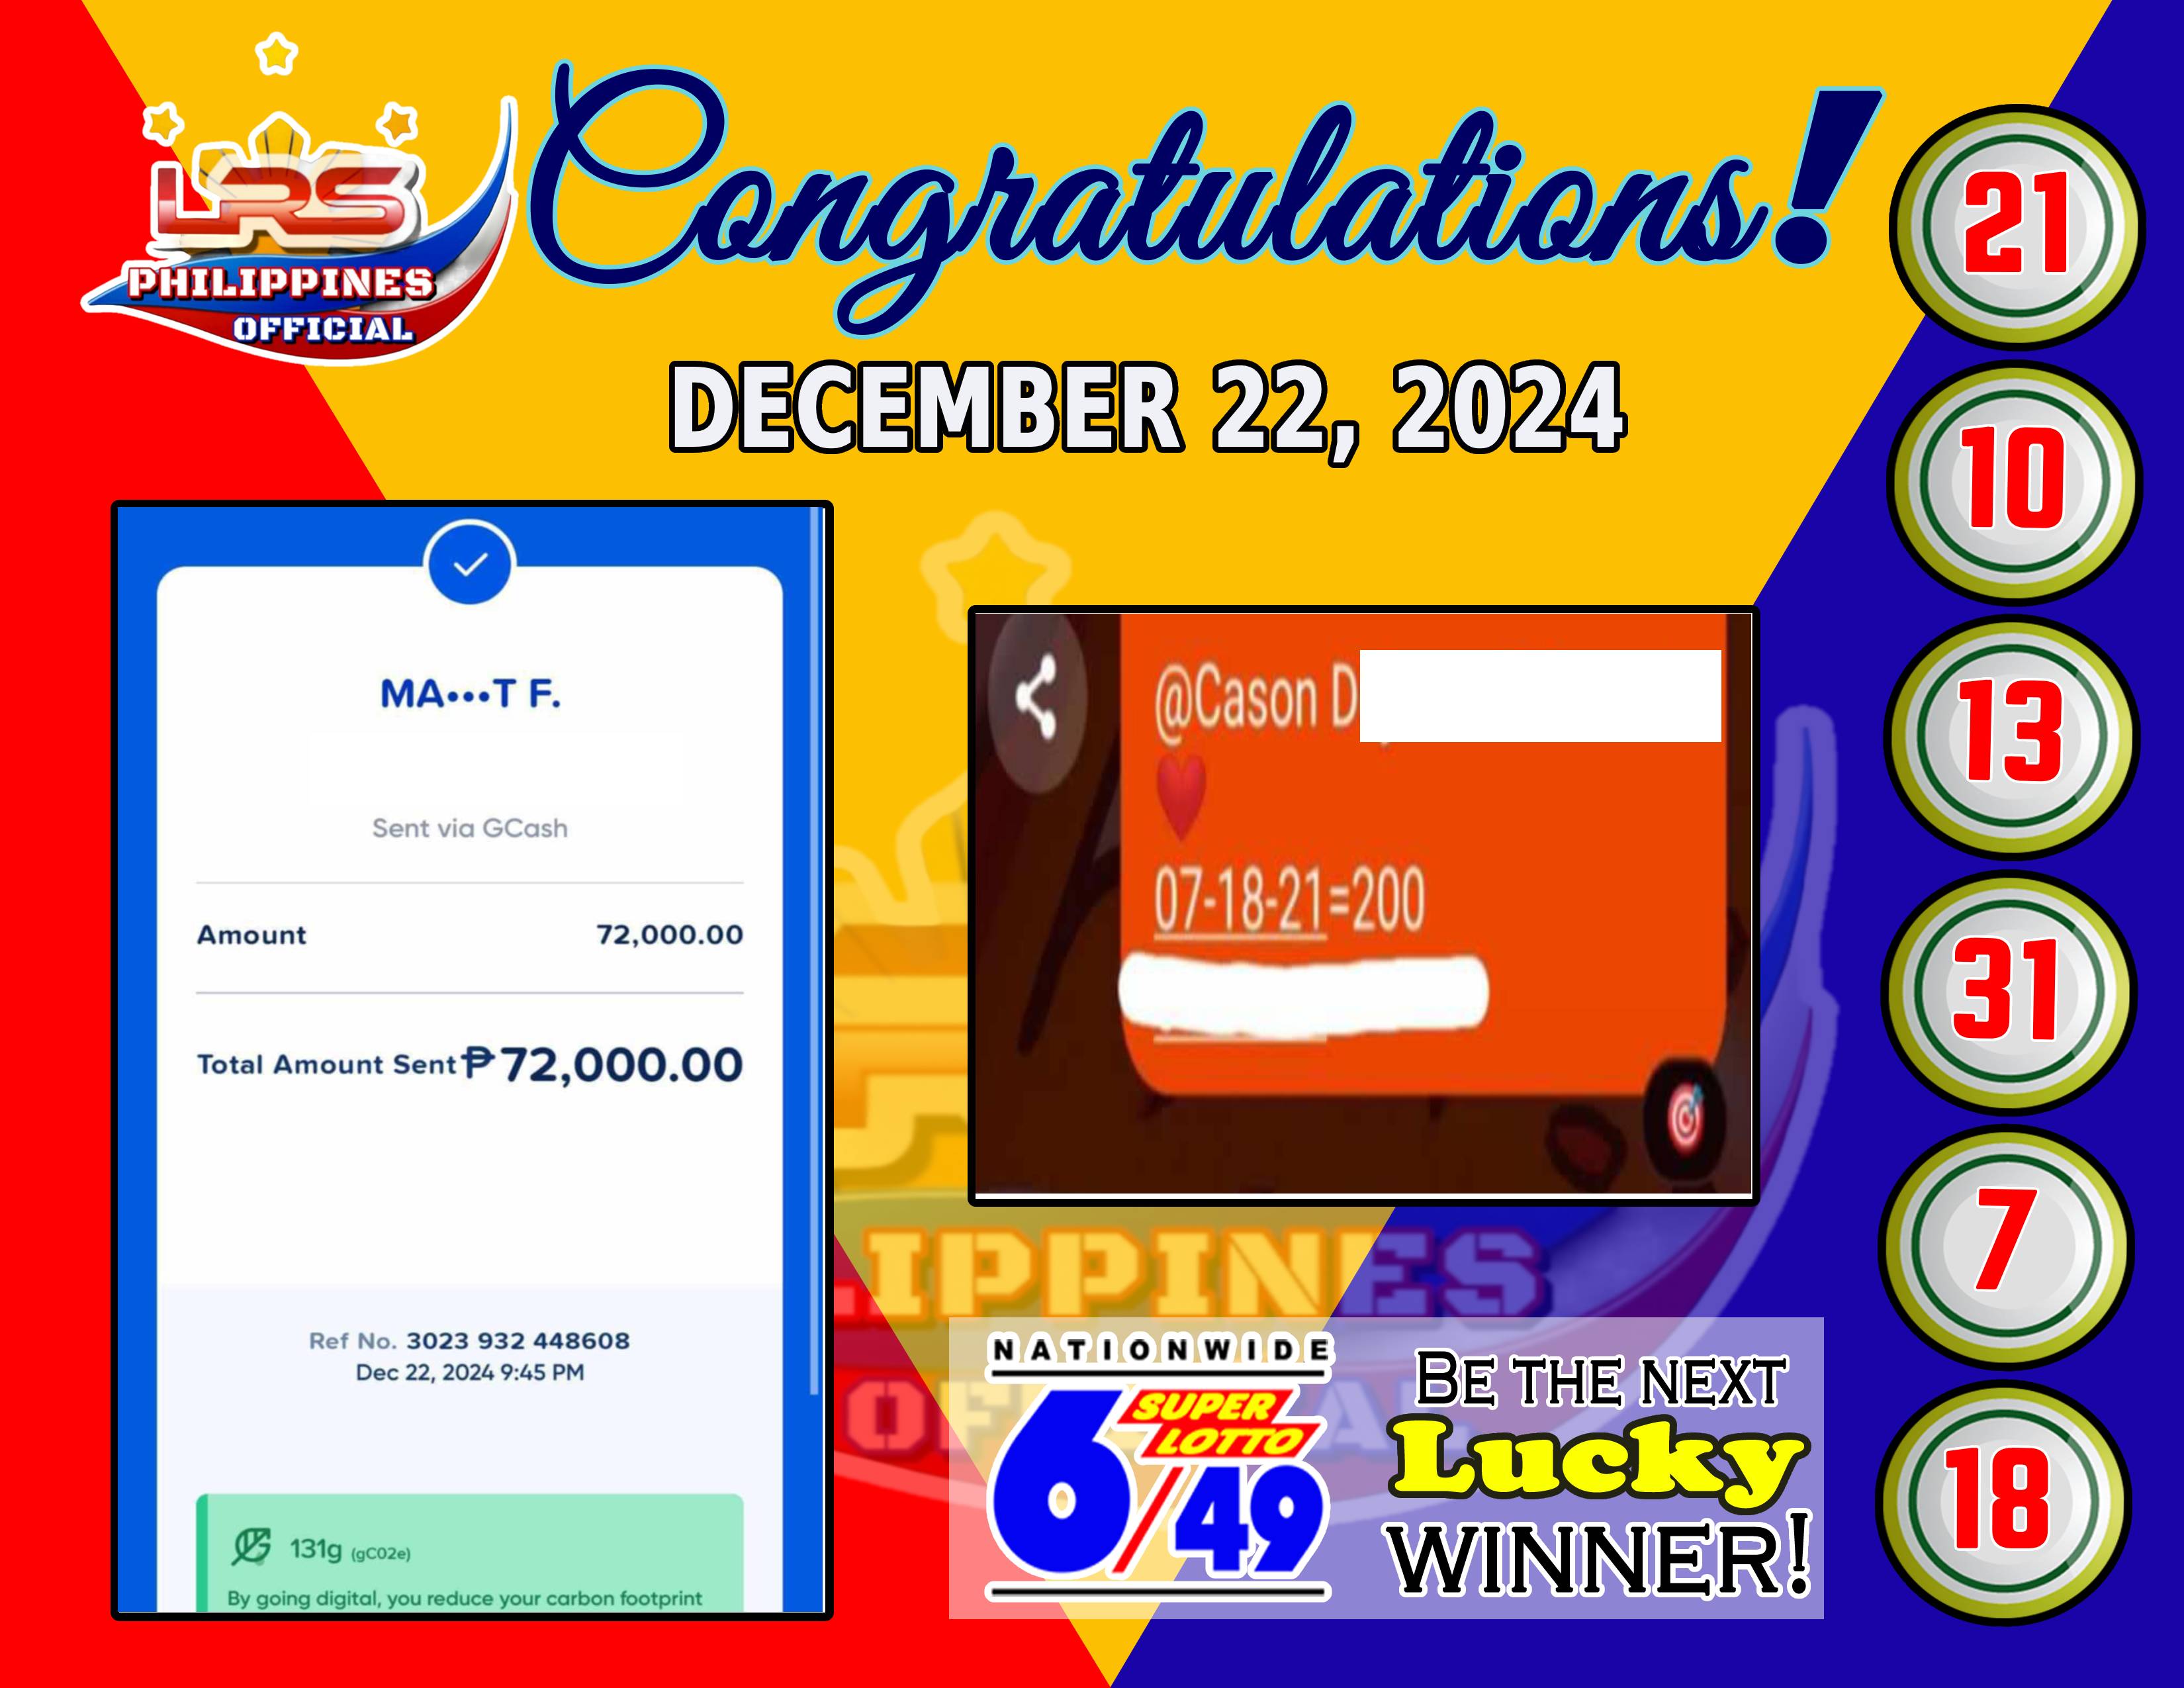 LRS
PHILIPPINES
OFFICIAL
Congratulations!
DECEMBER 22, 2024
MA•••T F.
Sent via GCash
Amount 72,000.00
Total Amount Sent ₱72,000.00
Ref No. 3023 932 448608
Dec 22, 2024 9:45 PM
131g (gCO2e)
By going digital, you reduce your carbon footprint
@Cason D
07-18-21=200
LIPPINES
NATIONWIDE
SUPER
LOTTO
6/49
BE THE NEXT
Lucky
WINNER!
21
10
13
31
7
18